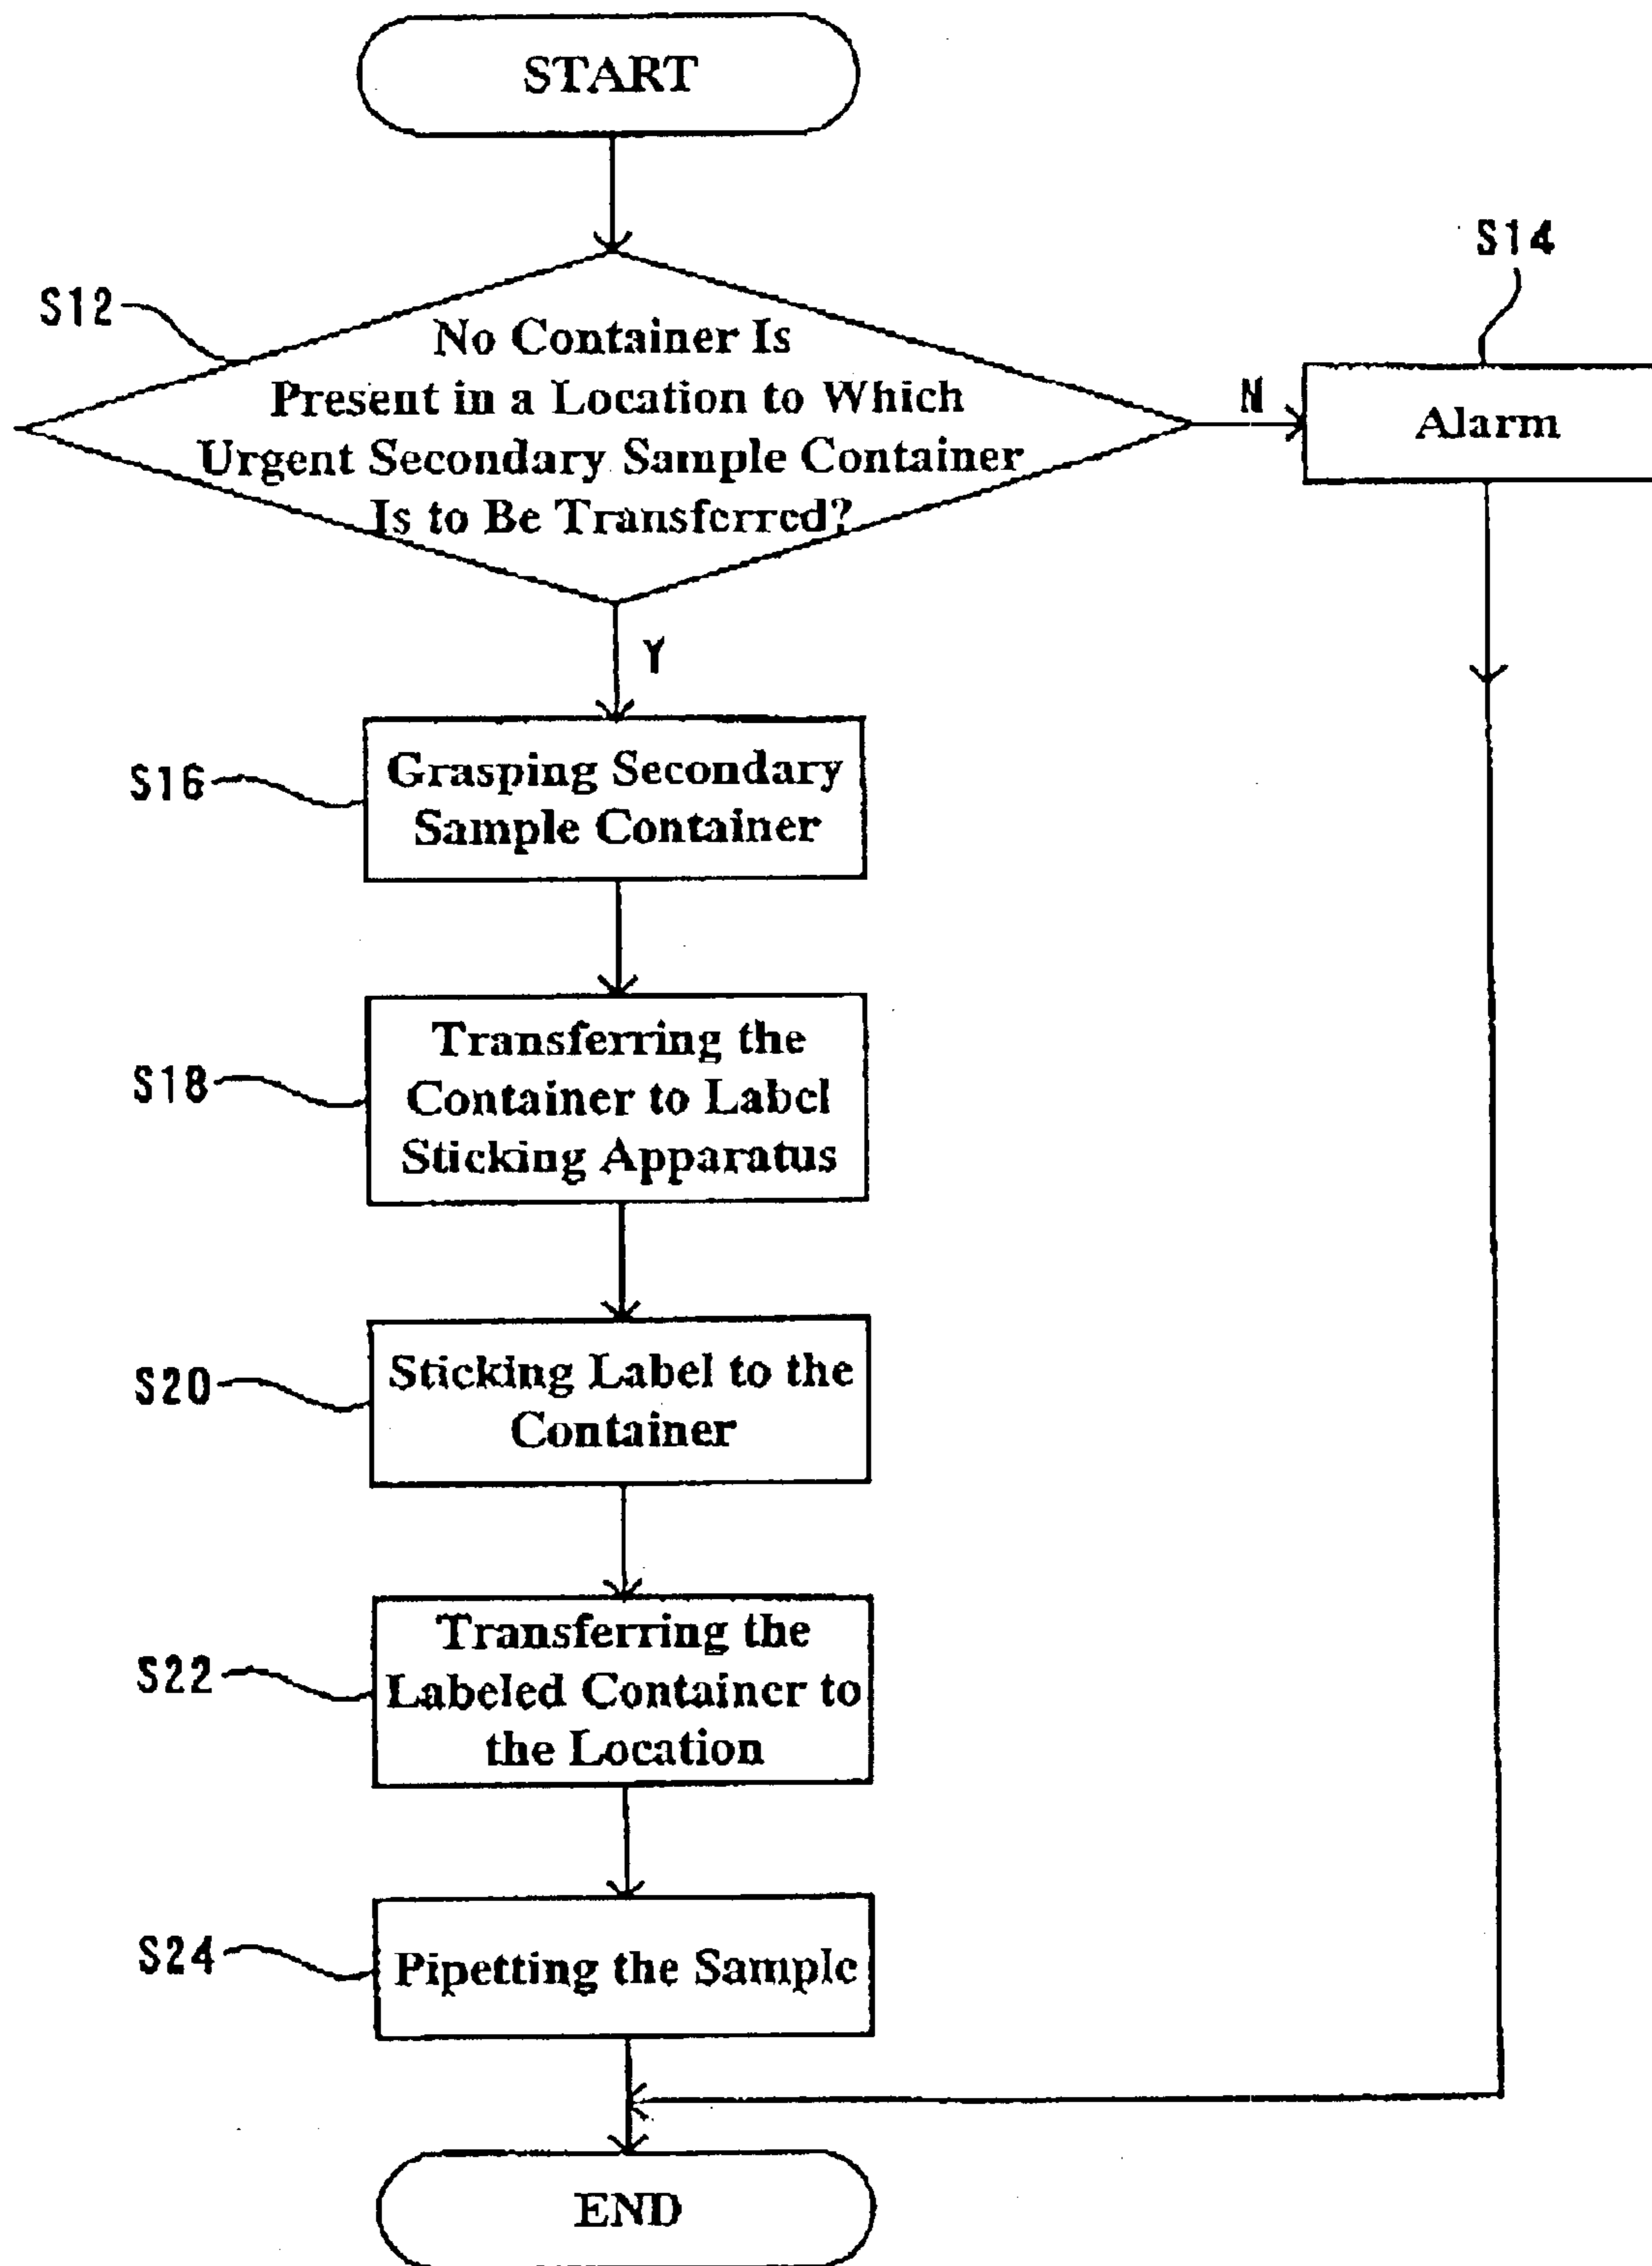 START
S12
No Container Is
Present in a Location to Which
Urgent Secondary Sample Container
Is to Be Transferred?
N
S14
Alarm
Y
S16
Grasping Secondary
Sample Container
S18
Transferring the
Container to Label
Sticking Apparatus
S20
Sticking Label to the
Container
S22
Transferring the
Labeled Container to
the Location
S24
Pipetting the Sample
END